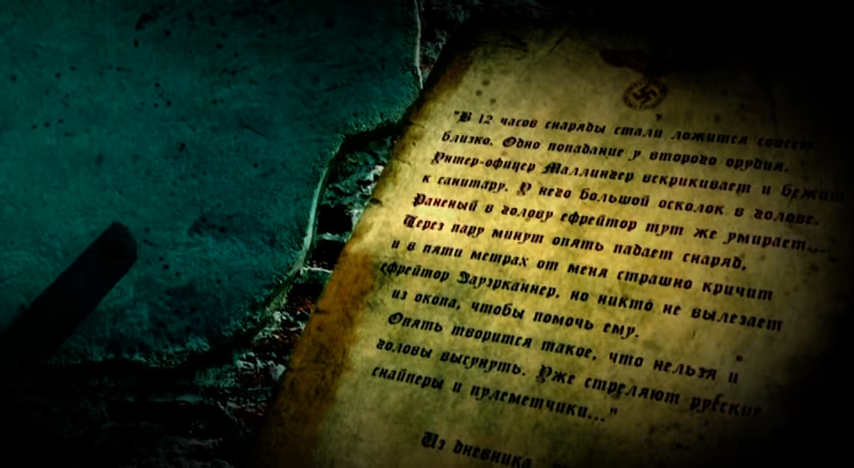 "В 12 часов снаряды стали ложится совсем
близко. Одно попадание у второго орудия.
Унтер-офицер Маллингер вскрикивает и бежит
к санитару. У него большой осколок в голове.
Раненый в голову ефрейтор тут же умирает...
Через пару минут опять падает снаряд,
и в пяти метрах от меня страшно кричит
ефрейтор Зауэрканнер, но никто не вылезает
из окопа, чтобы помочь ему.
Опять творится такое, что нельзя и
головы высунуть. Уже стреляют русские
снайперы и пулеметчики..."
Из дневника